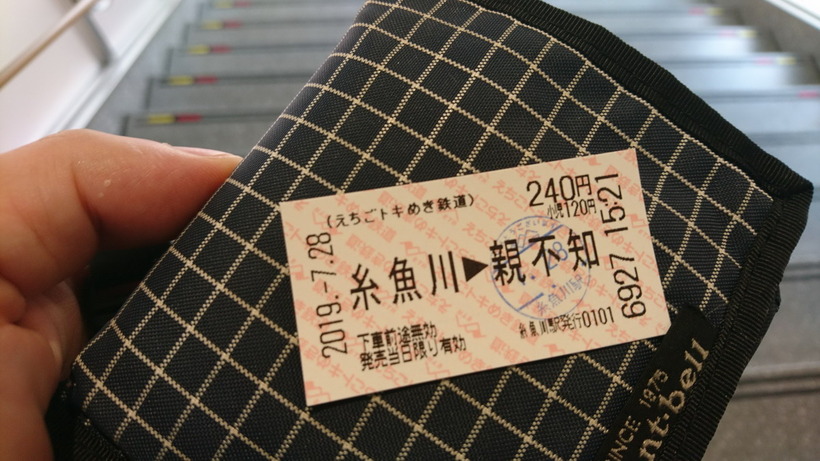 (えちごトキめき鉄道)
240円
小児120円
2019.-7.28
糸魚川▶親不知
6927 15:21
下車前途無効
発売当日限り有効
糸魚川駅発行0101
SINCE 1975
ntbell